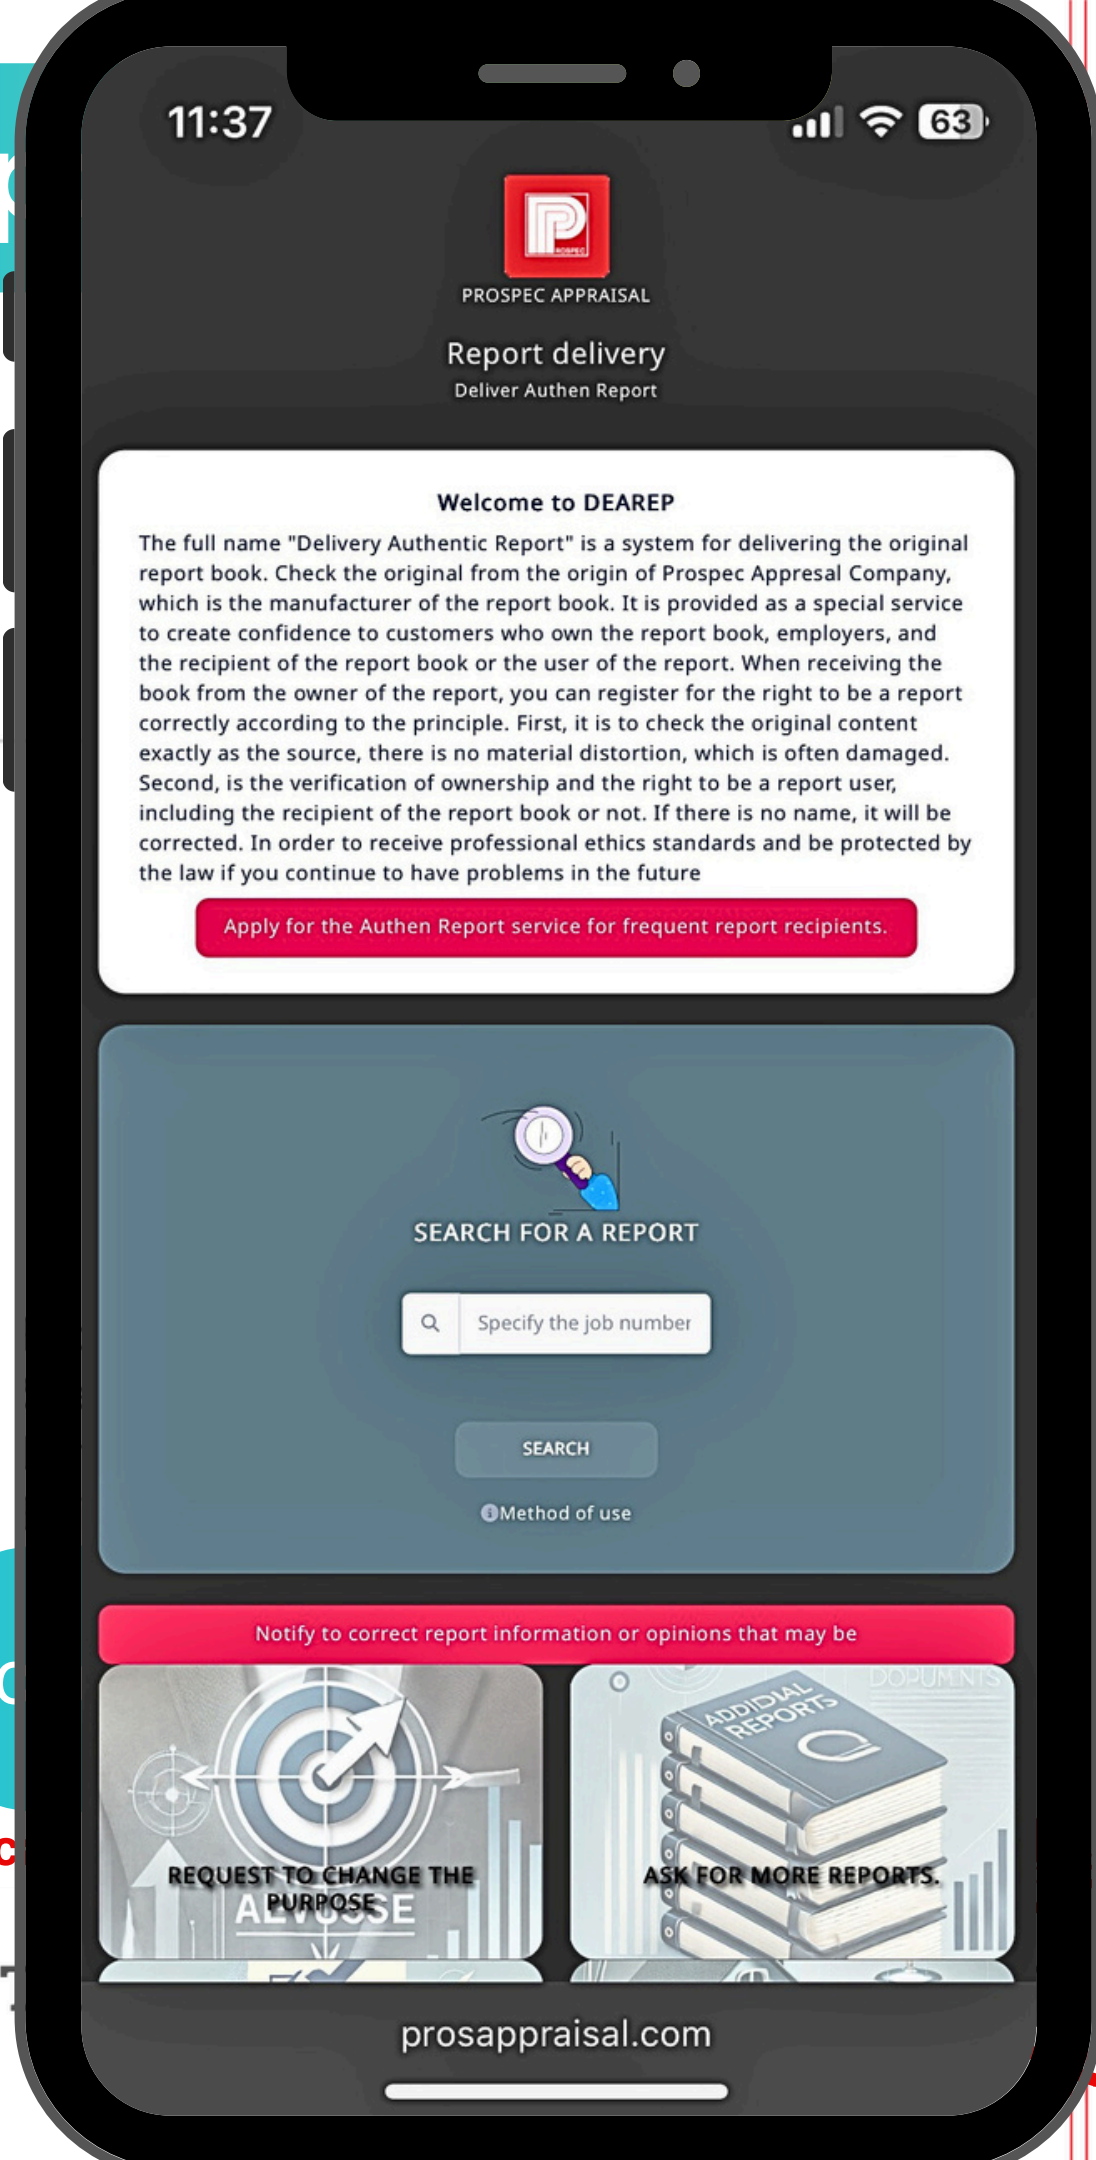 11:37
63
PROSPEC
PROSPEC APPRAISAL
Report delivery
Deliver Authen Report
Welcome to DEAREP
The full name "Delivery Authentic Report" is a system for delivering the original
report book. Check the original from the origin of Prospec Appresal Company,
which is the manufacturer of the report book. It is provided as a special service
to create confidence to customers who own the report book, employers, and
the recipient of the report book or the user of the report. When receiving the
book from the owner of the report, you can register for the right to be a report
correctly according to the principle. First, it is to check the original content
exactly as the source, there is no material distortion, which is often damaged.
Second, is the verification of ownership and the right to be a report user,
including the recipient of the report book or not. If there is no name, it will be
corrected. In order to receive professional ethics standards and be protected by
the law if you continue to have problems in the future
Apply for the Authen Report service for frequent report recipients.
SEARCH FOR A REPORT
Specify the job number
SEARCH
Method of use
Notify to correct report information or opinions that may be
DOPUMENTS
ADDIDIAL
REPORTS
REQUEST TO CHANGE THE
PURPOSE
ASK FOR MORE REPORTS.
prosappraisal.com